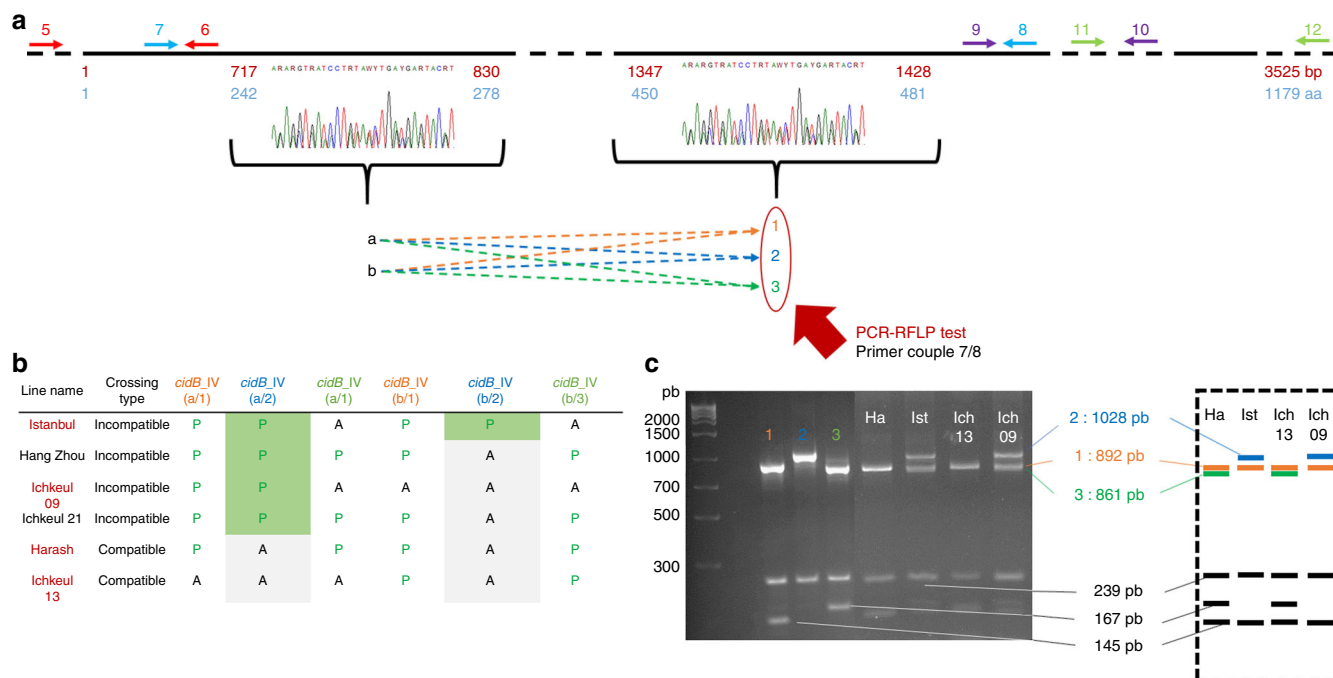 a
5 7 6 9 8 11 10 12
ARARGTRATCCTRTAWYTGAYGARTACRT ARARGTRATCCTRTAWYTGAYGARTACRT
1 717 830 1347 1428 3525 bp
1 242 278 450 481 1179 aa
a
b
1
2
3
PCR-RFLP test
Primer couple 7/8
b
Line name Crossing type cidB_IV (a/1) cidB_IV (a/2) cidB_IV (a/1) cidB_IV (b/1) cidB_IV (b/2) cidB_IV (b/3)
Istanbul Incompatible P P A P P A
Hang Zhou Incompatible P P P P A P
Ichkeul 09 Incompatible P P A A A A
Ichkeul 21 Incompatible P P P P A P
Harash Compatible P A P P A P
Ichkeul 13 Compatible A A A P A P
c
pb
2000
1500
1000
700
500
300
1 2 3 Ha Ist Ich 13 Ich 09
2 : 1028 pb
1 : 892 pb
3 : 861 pb
239 pb
167 pb
145 pb
Ha Ist Ich 13 Ich 09